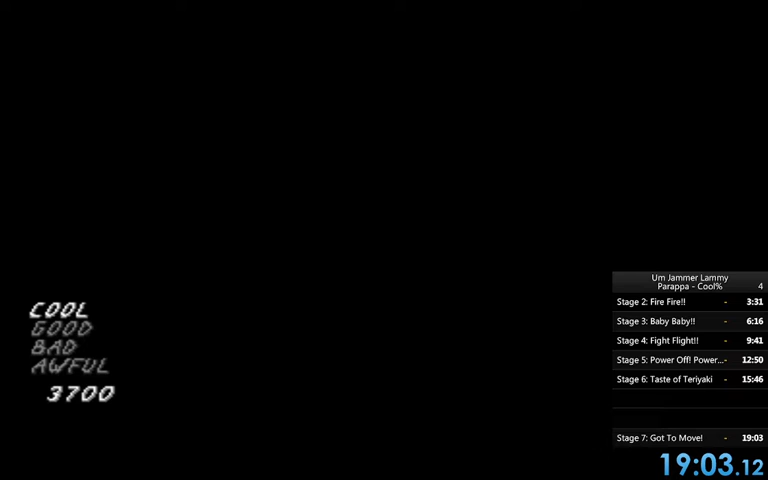 COOL
GOOD
BAD
AWFUL
3700
Um Jammer Lammy
Parappa - Cool% 4
Stage 2: Fire Fire!! - 3:31
Stage 3: Baby Baby!! - 6:16
Stage 4: Fight Flight!! - 9:41
Stage 5: Power Off! Power... - 12:50
Stage 6: Taste of Teriyaki - 15:46
Stage 7: Got To Move! - 19:03
19:03.12